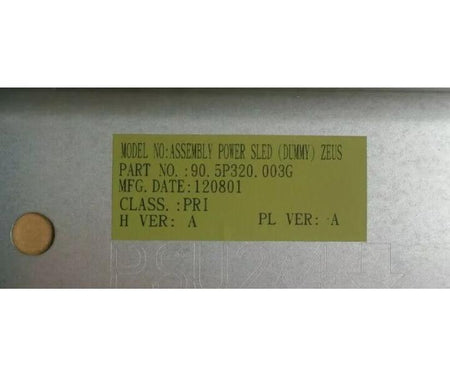 MODEL NO:ASSEMBLY POWER SLED (DUMMY) ZEUS
PART NO.:90.5P320.003G
MFG.DATE:120801
CLASS.:PRI
H VER: A PL VER: A